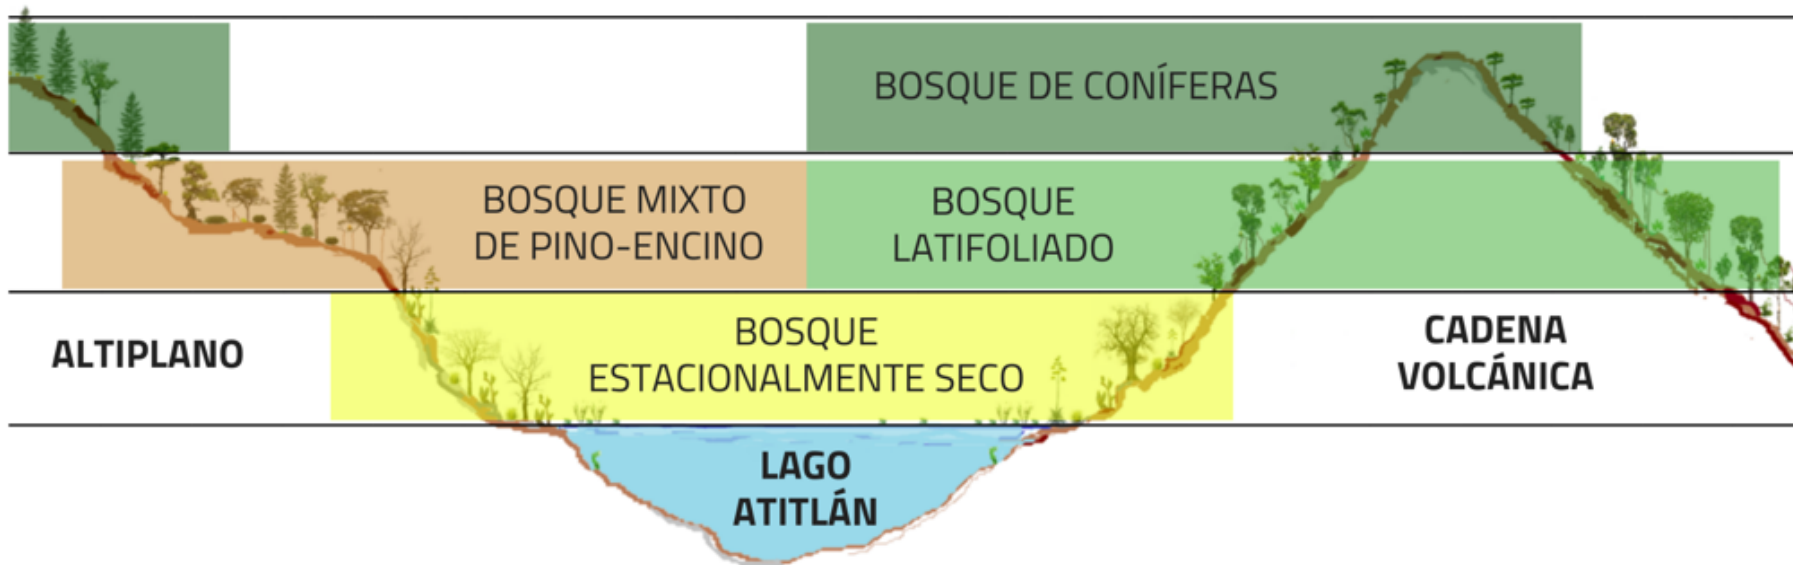 BOSQUE DE CONÍFERAS
BOSQUE MIXTO
DE PINO-ENCINO
BOSQUE
LATIFOLIADO
ALTIPLANO
BOSQUE
ESTACIONALMENTE SECO
CADENA
VOLCÁNICA
LAGO
ATITLÁN